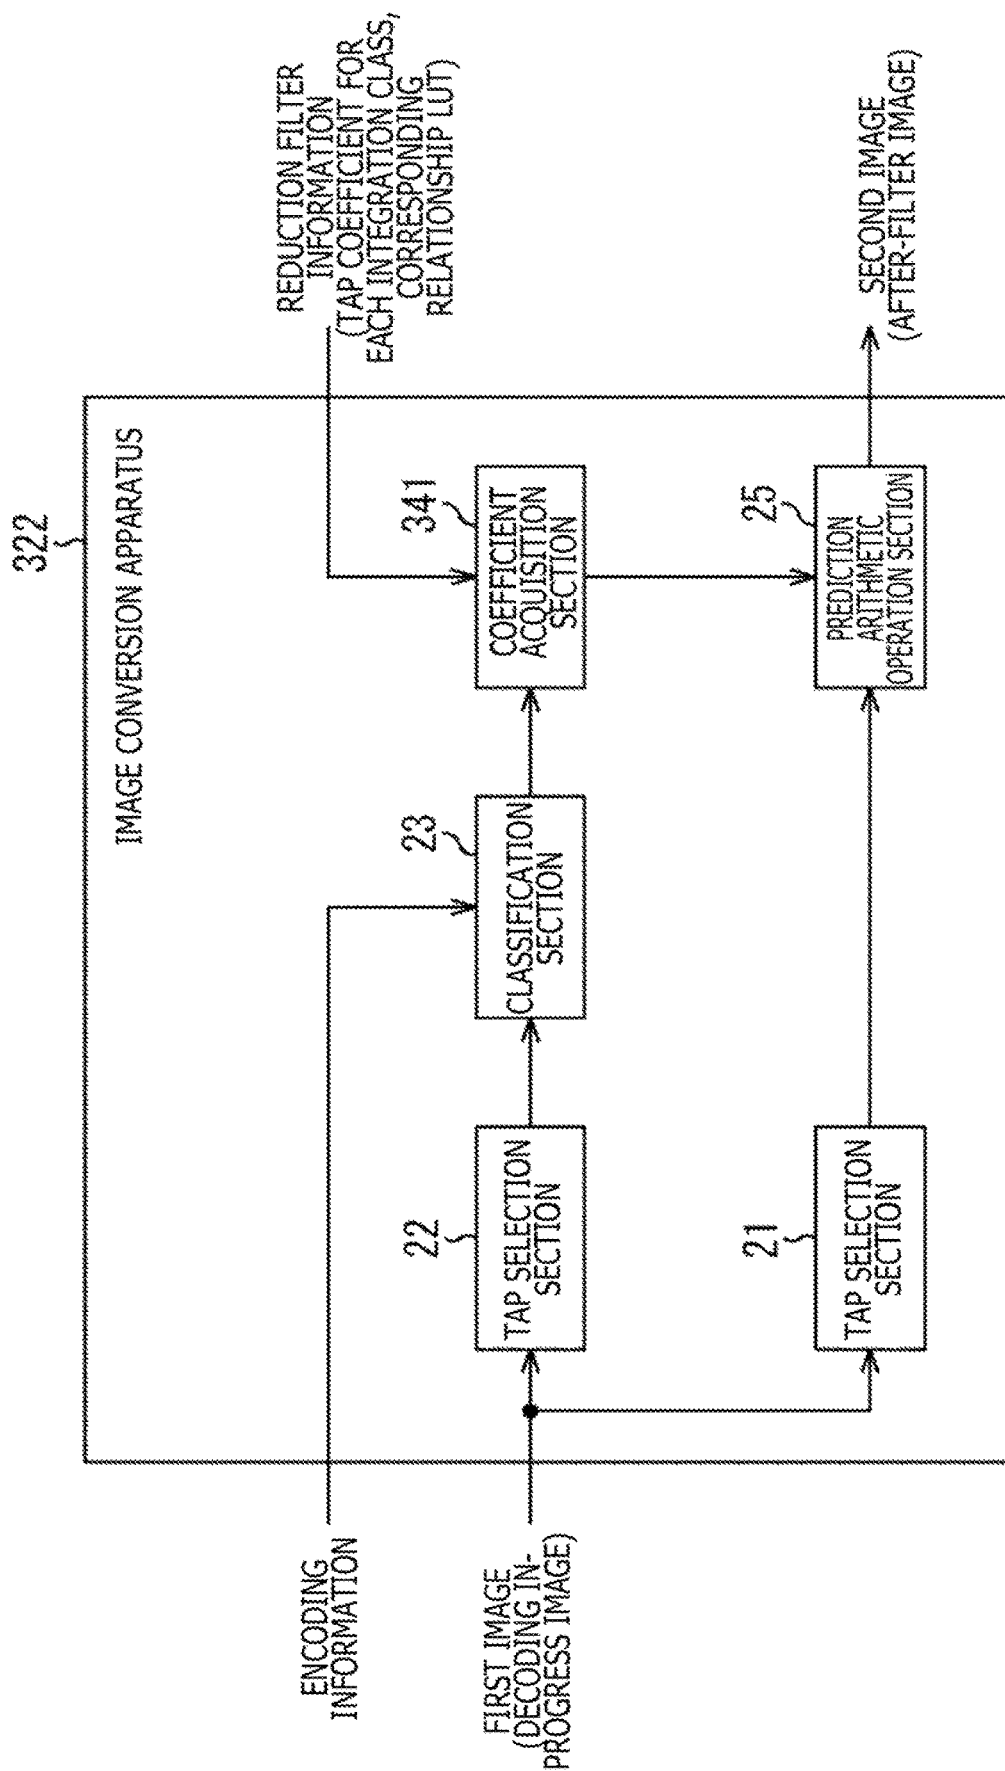 322
IMAGE CONVERSION APPARATUS
ENCODING
INFORMATION
REDUCTION FILTER
INFORMATION
(TAP COEFFICIENT FOR
EACH INTEGRATION CLASS,
CORRESPONDING
RELATIONSHIP LUT)
FIRST IMAGE
(DECODING IN-
PROGRESS IMAGE)
22
TAP SELECTION
SECTION
23
CLASSIFICATION
SECTION
341
COEFFICIENT
ACQUISITION
SECTION
21
TAP SELECTION
SECTION
25
PREDICTION
ARITHMETIC
OPERATION SECTION
SECOND IMAGE
(AFTER-FILTER IMAGE)